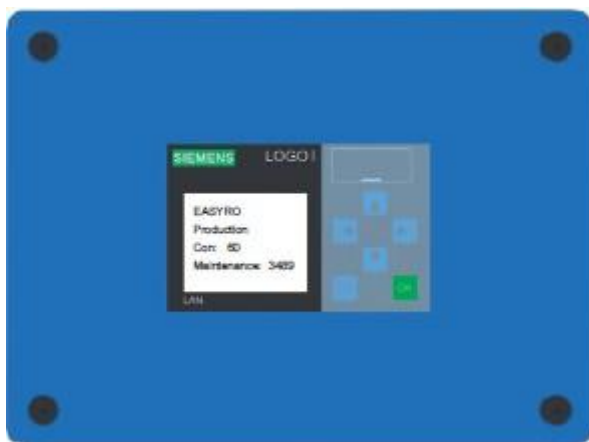 SIEMENS LOGO!
EASYRO
Production
Con: 60
Maintenance: 3489
LAN
OK